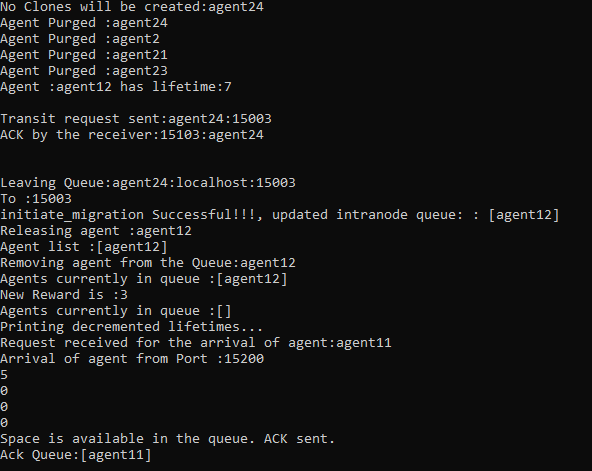 No Clones will be created:agent24
Agent Purged :agent24
Agent Purged :agent2
Agent Purged :agent21
Agent Purged :agent23
Agent :agent12 has lifetime:7
Transit request sent:agent24:15003
ACK by the receiver:15103:agent24
Leaving Queue:agent24:localhost:15003
To :15003
initiate_migration Successful!!!, updated intranode queue: : [agent12]
Releasing agent :agent12
Agent list :[agent12]
Removing agent from the Queue:agent12
Agents currently in queue :[agent12]
New Reward is :3
Agents currently in queue :[]
Printing decremented lifetimes...
Request received for the arrival of agent:agent11
Arrival of agent from Port :15200
5
0
0
0
Space is available in the queue. ACK sent.
Ack Queue:[agent11]